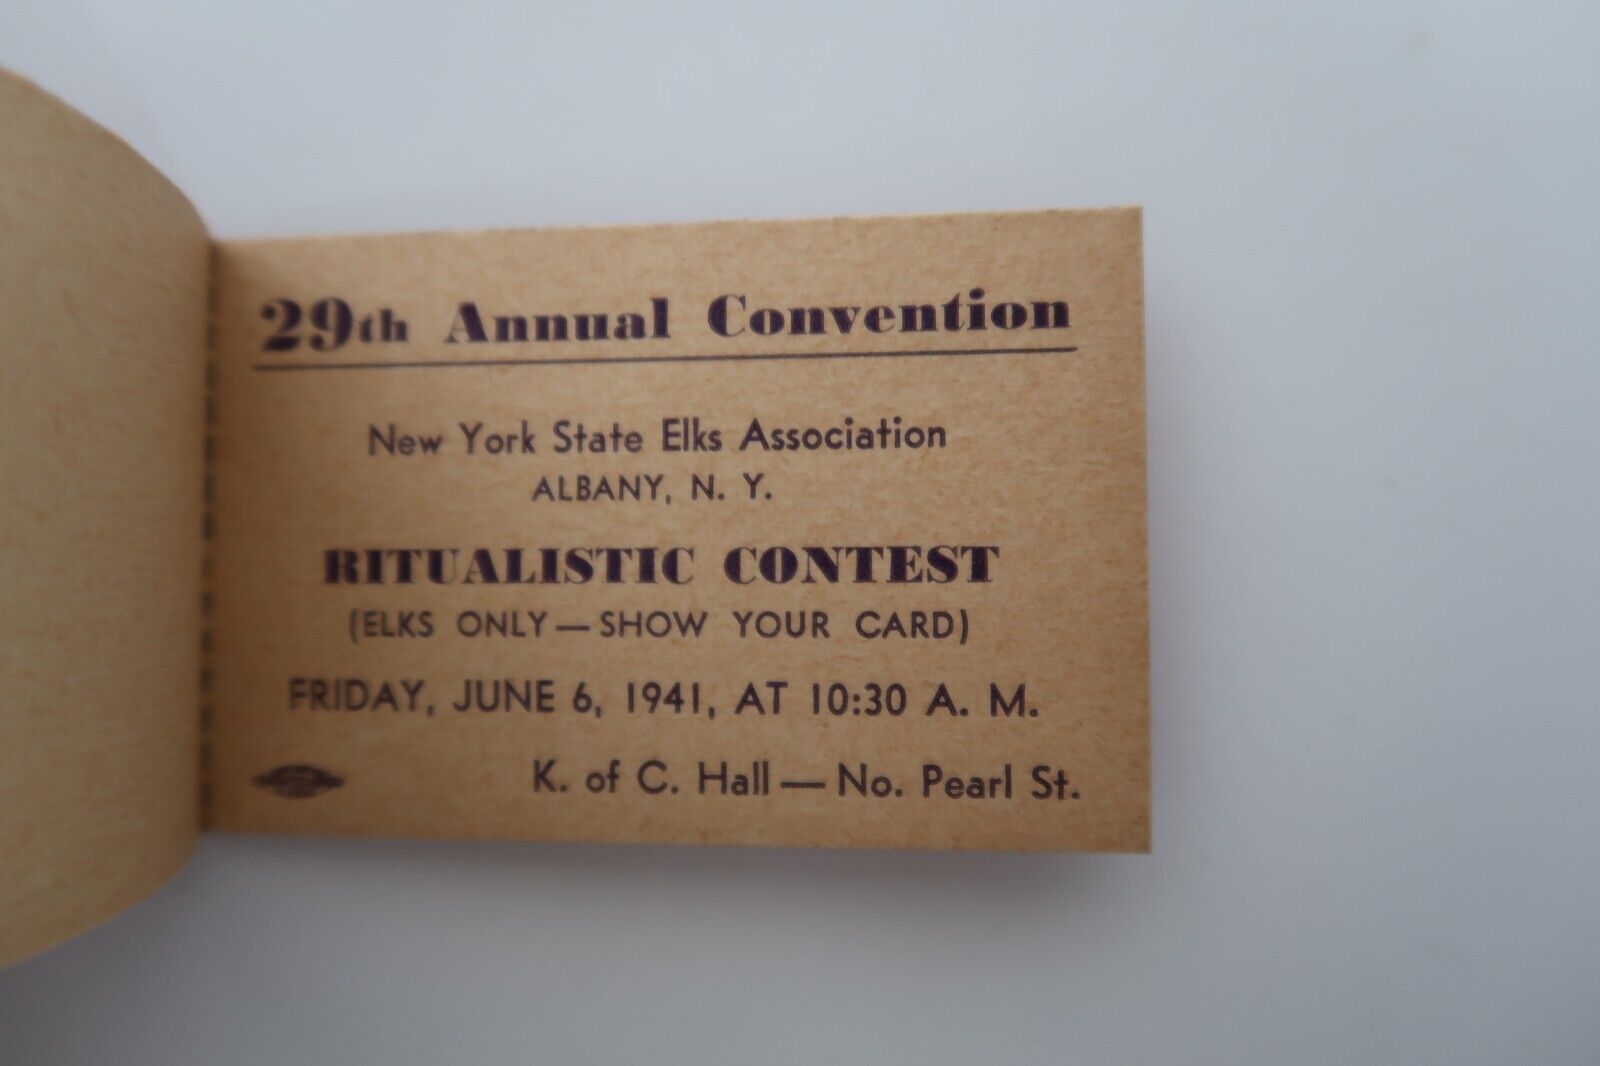 29th Annual Convention
New York State Elks Association
ALBANY, N. Y.
RITUALISTIC CONTEST
(ELKS ONLY—SHOW YOUR CARD)
FRIDAY, JUNE 6, 1941, AT 10:30 A. M.
K. of C. Hall — No. Pearl St.